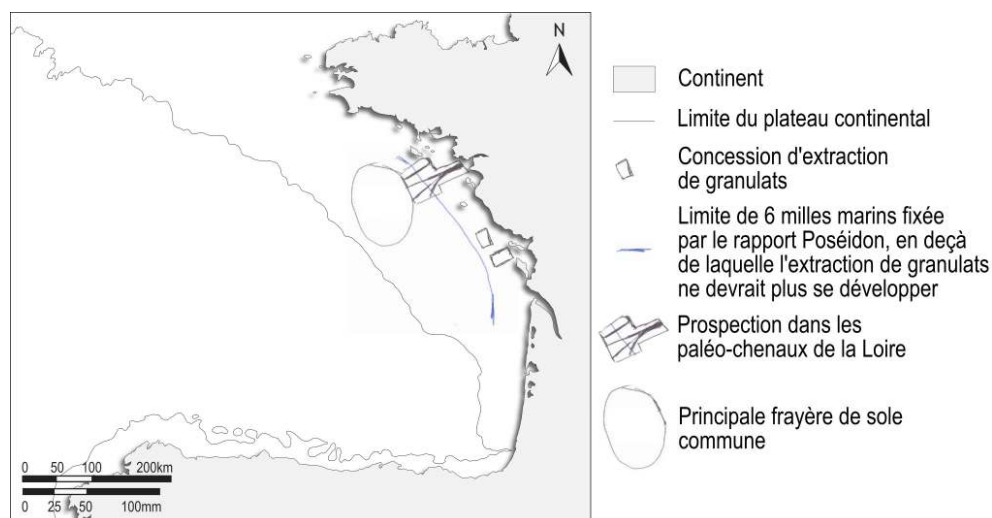 N
0 50 100 200km
0 25 50 100mm
Continent
Limite du plateau continental
Concession d'extraction
de granulats
Limite de 6 milles marins fixée
par le rapport Poséidon, en deçà
de laquelle l'extraction de granulats
ne devrait plus se développer
Prospection dans les
paléo-chenaux de la Loire
Principale frayère de sole
commune